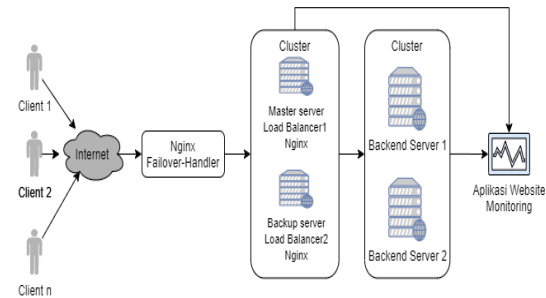 Client 1
Client 2
Client n
Internet
Nginx
Failover-Handler
Cluster
Master server
Load Balancer1
Nginx
Backup server
Load Balancer2
Nginx
Cluster
Backend Server 1
Backend Server 2
Aplikasi Website
Monitoring